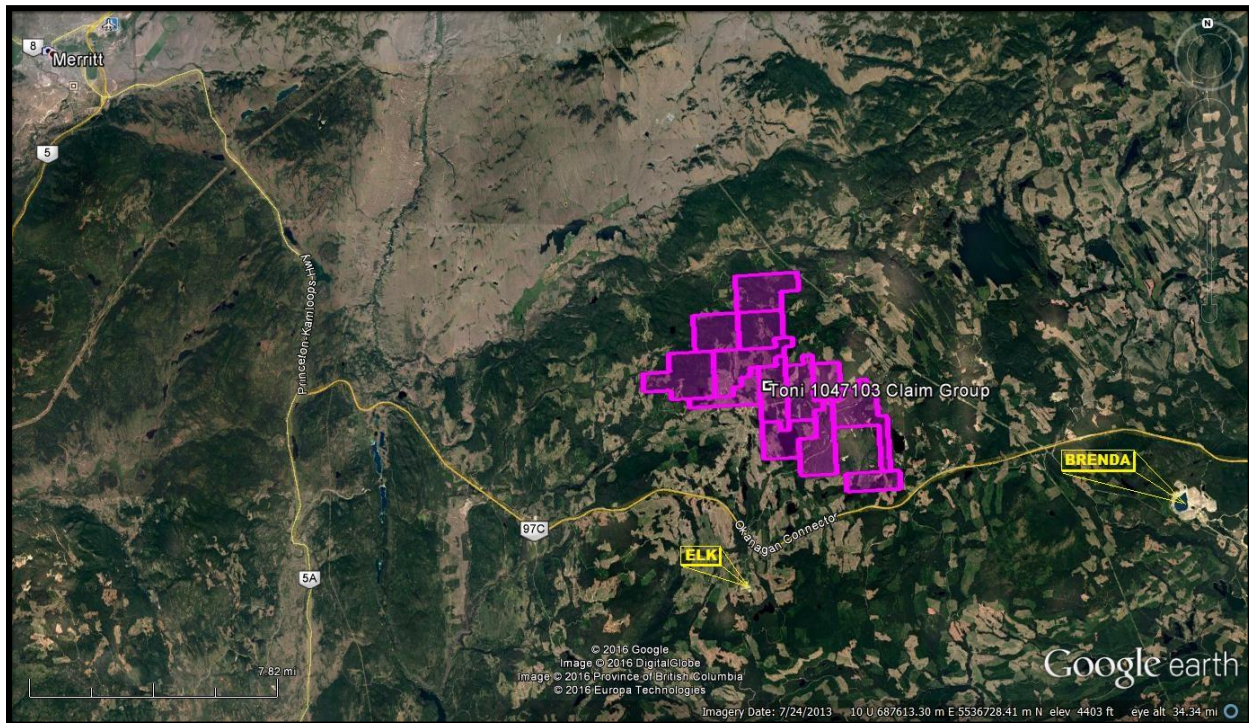 N
8
Merritt
5
Princeton-Kamloops-Hwy
Toni 1047103 Claim Group
BRENDA
97C
Okanagan Connector
ELK
5A
© 2016 Google
Image © 2016 DigitalGlobe
Image © 2016 Province of British Columbia
© 2016 Europa Technologies
7.82 mi
Google earth
Imagery Date: 7/24/2013 10 U 687613.30 m E 5536728.41 m N elev 4403 ft eye alt 34.34 mi